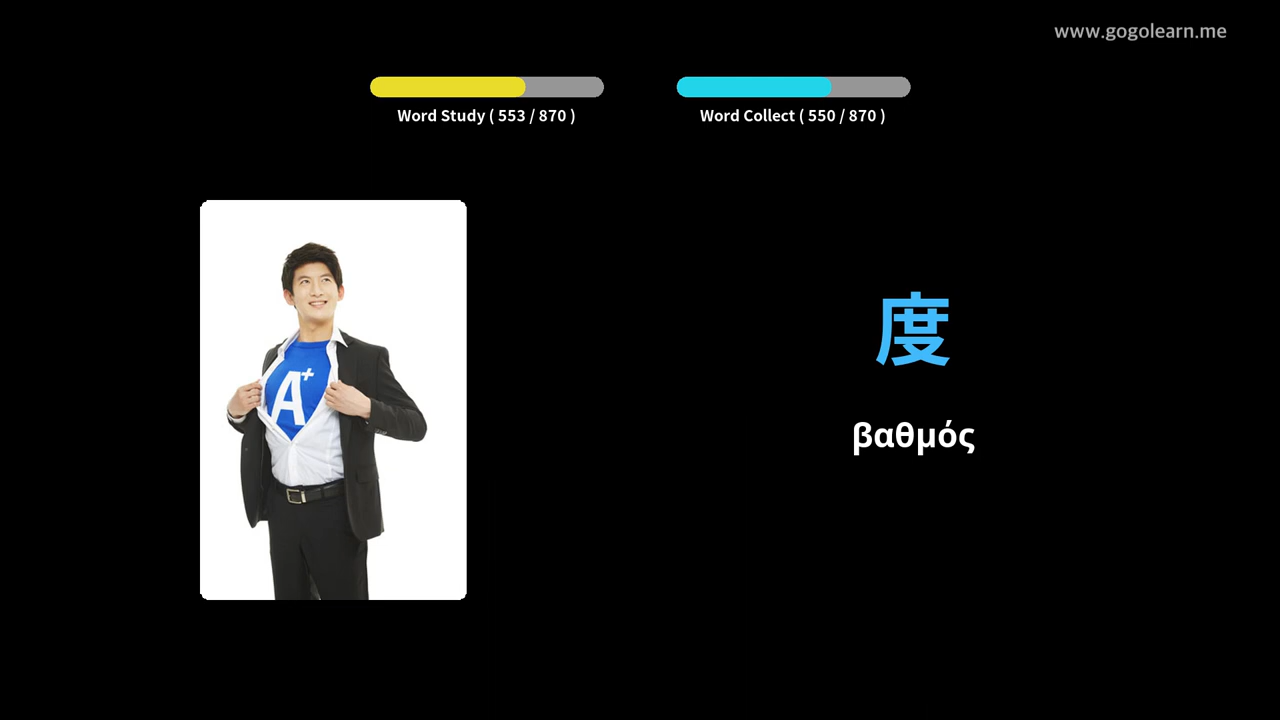 www.gogolearn.me
Word Study ( 553 / 870 )
Word Collect ( 550 / 870 )
A+
度
βαθμός